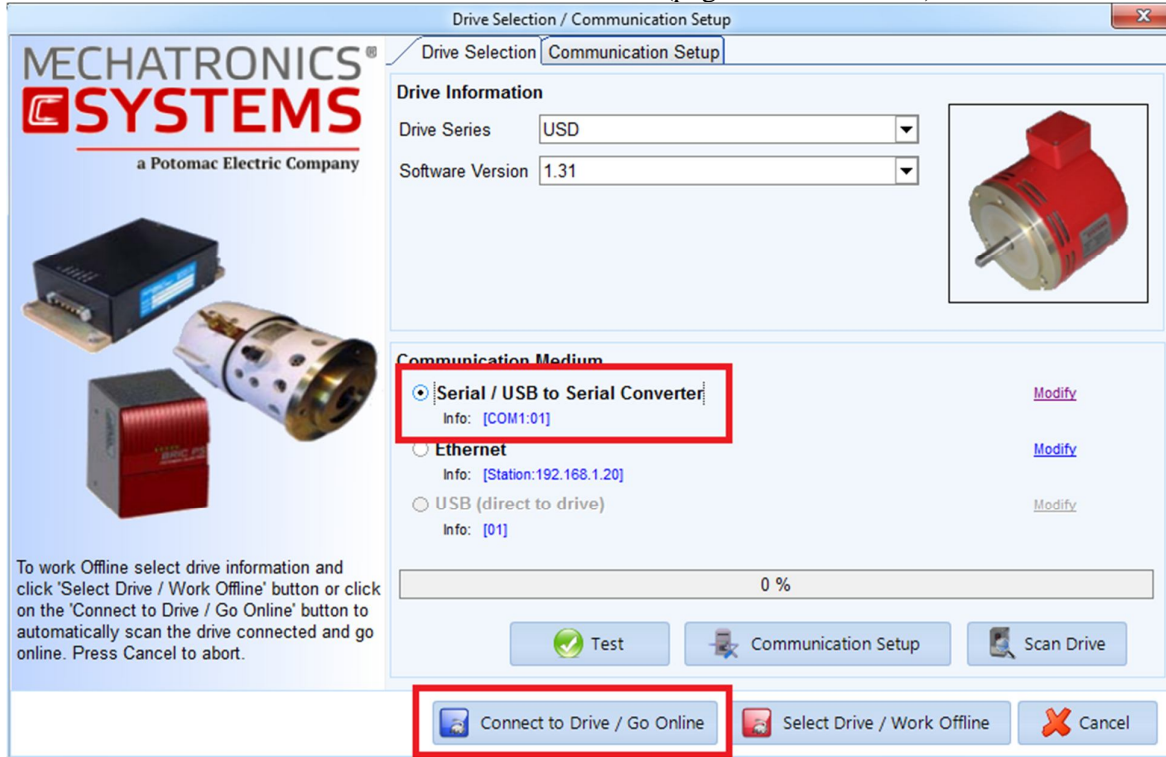 Drive Selection / Communication Setup
MECHATRONICS®
SYSTEMS
a Potomac Electric Company
Drive Selection
Communication Setup
Drive Information
Drive Series
USD
Software Version
1.31
Communication Medium
Serial / USB to Serial Converter
Modify
Info: [COM1:01]
Ethernet
Modify
Info: [Station:192.168.1.20]
USB (direct to drive)
Modify
Info: [01]
To work Offline select drive information and
click 'Select Drive / Work Offline' button or click
on the 'Connect to Drive / Go Online' button to
automatically scan the drive connected and go
online. Press Cancel to abort.
0 %
Test
Communication Setup
Scan Drive
Connect to Drive / Go Online
Select Drive / Work Offline
Cancel